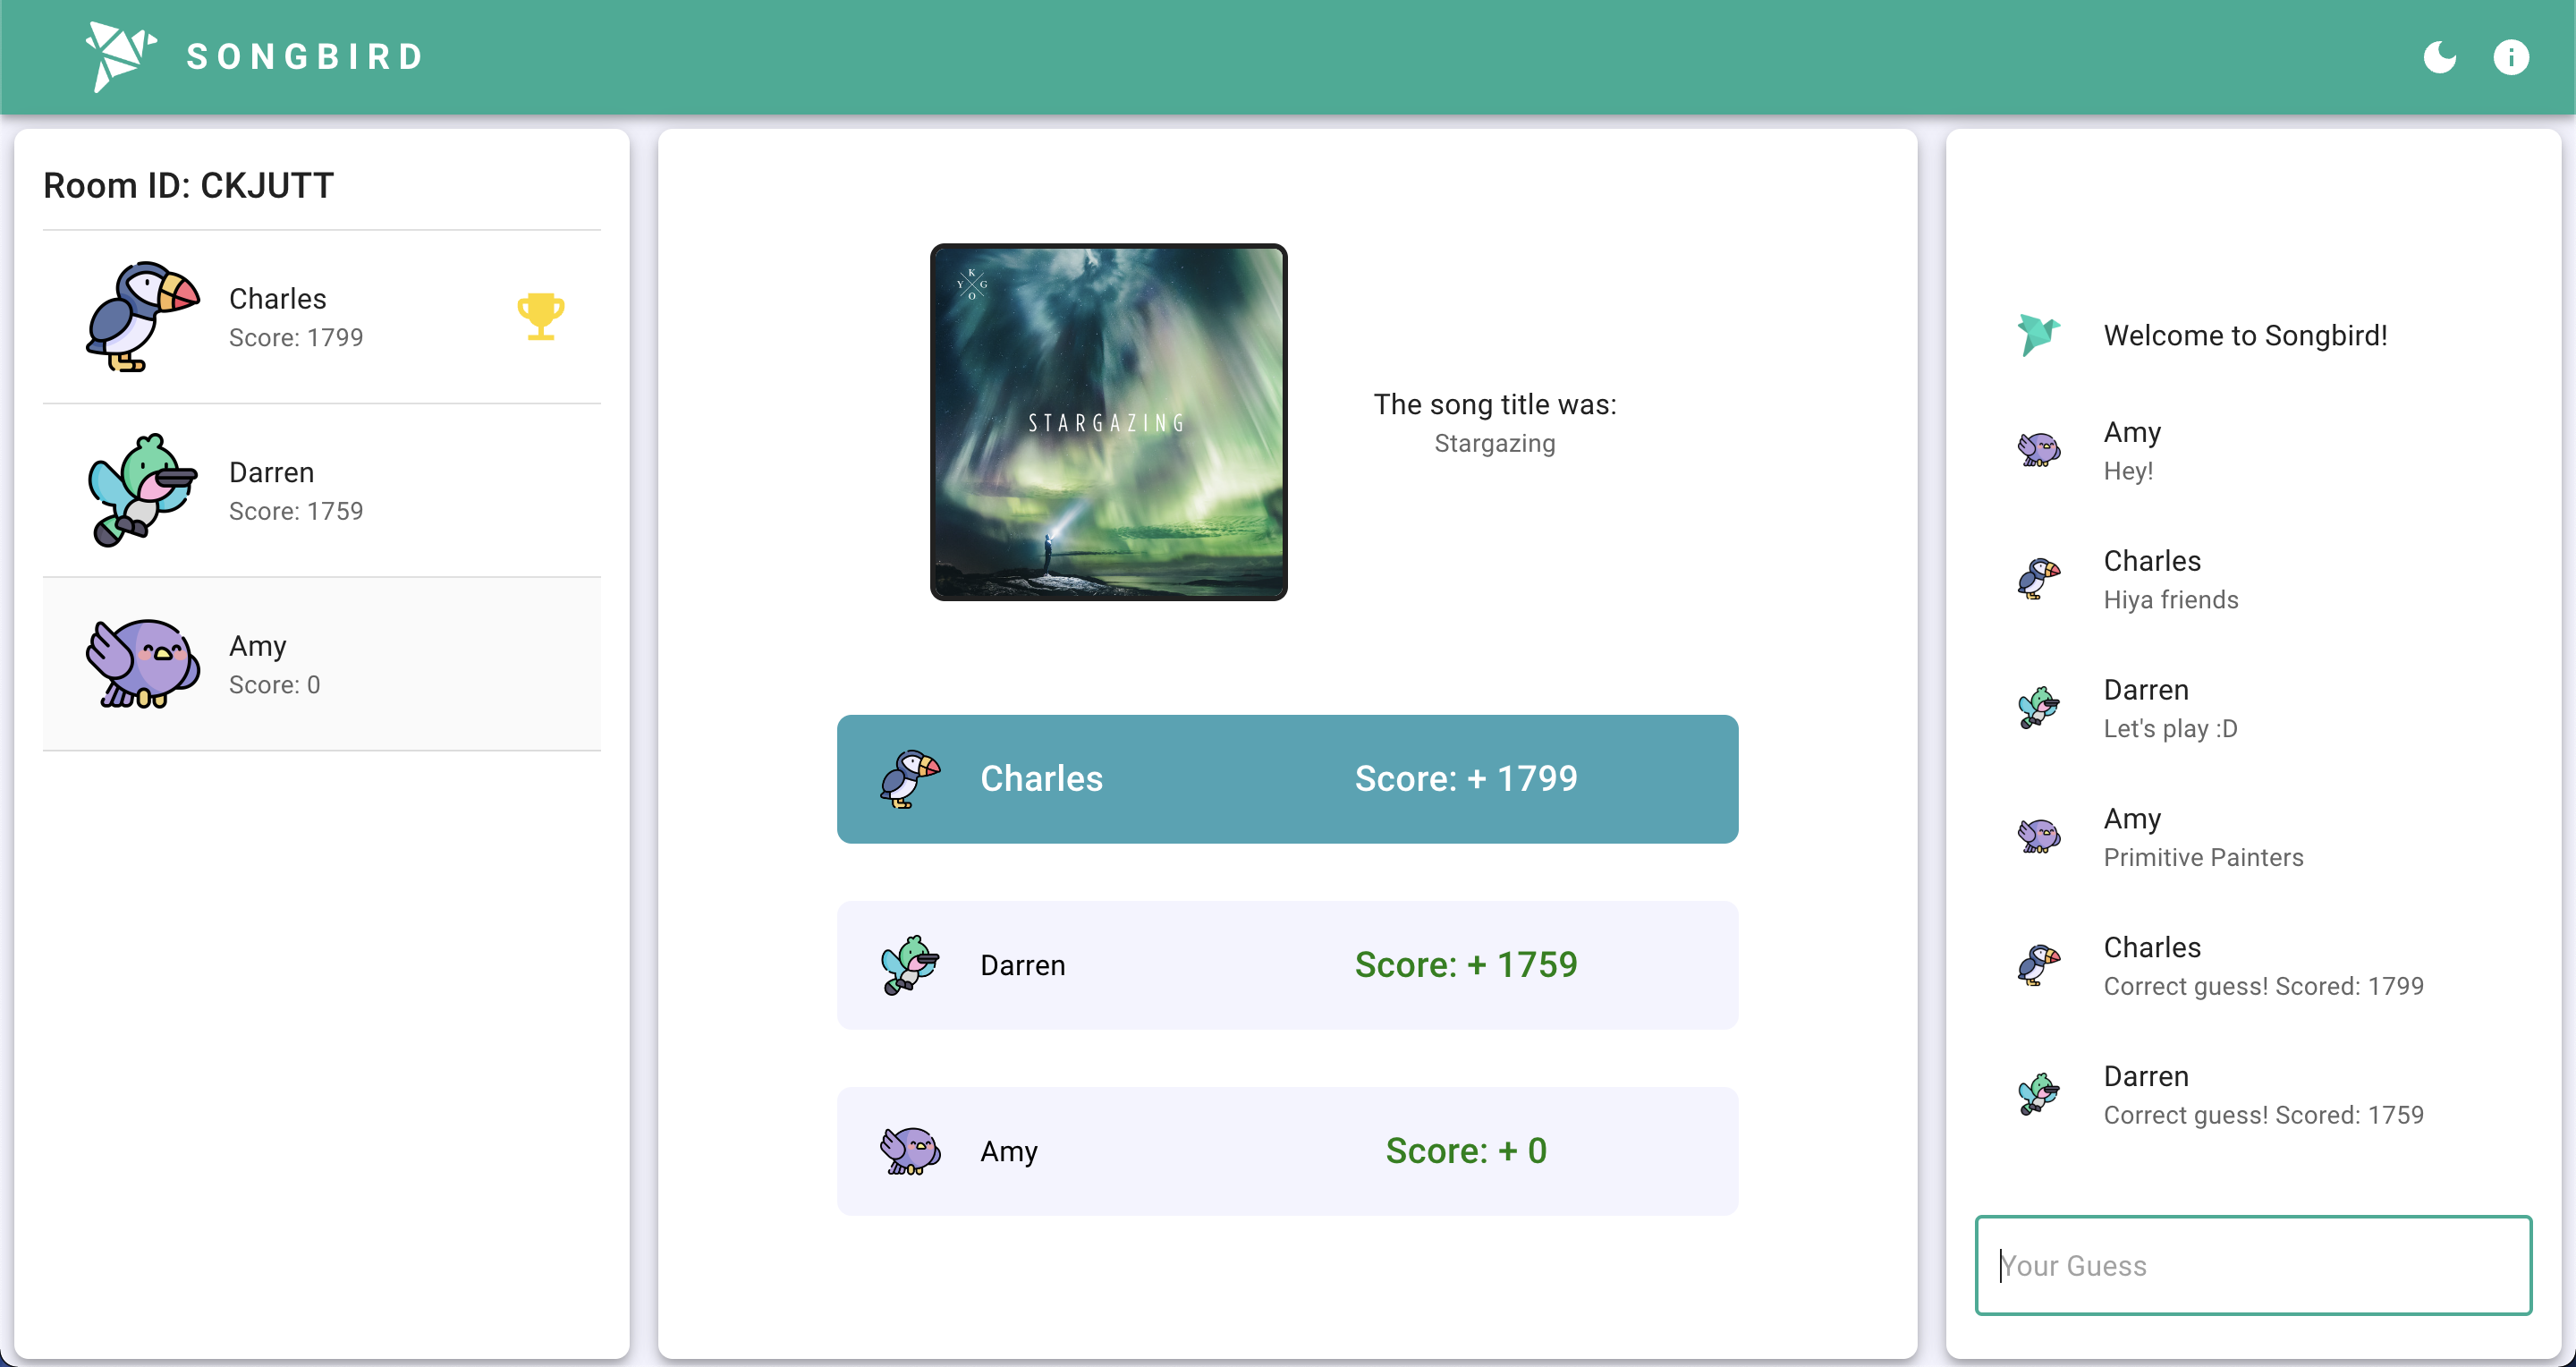 SONGBIRD
Room ID: CKJUTT
Charles
Score: 1799
Darren
Score: 1759
Amy
Score: 0
K
Y G
O
STARGAZING
The song title was:
Stargazing
Charles
Score: + 1799
Darren
Score: + 1759
Amy
Score: + 0
Welcome to Songbird!
Amy
Hey!
Charles
Hiya friends
Darren
Let's play :D
Amy
Primitive Painters
Charles
Correct guess! Scored: 1799
Darren
Correct guess! Scored: 1759
Your Guess